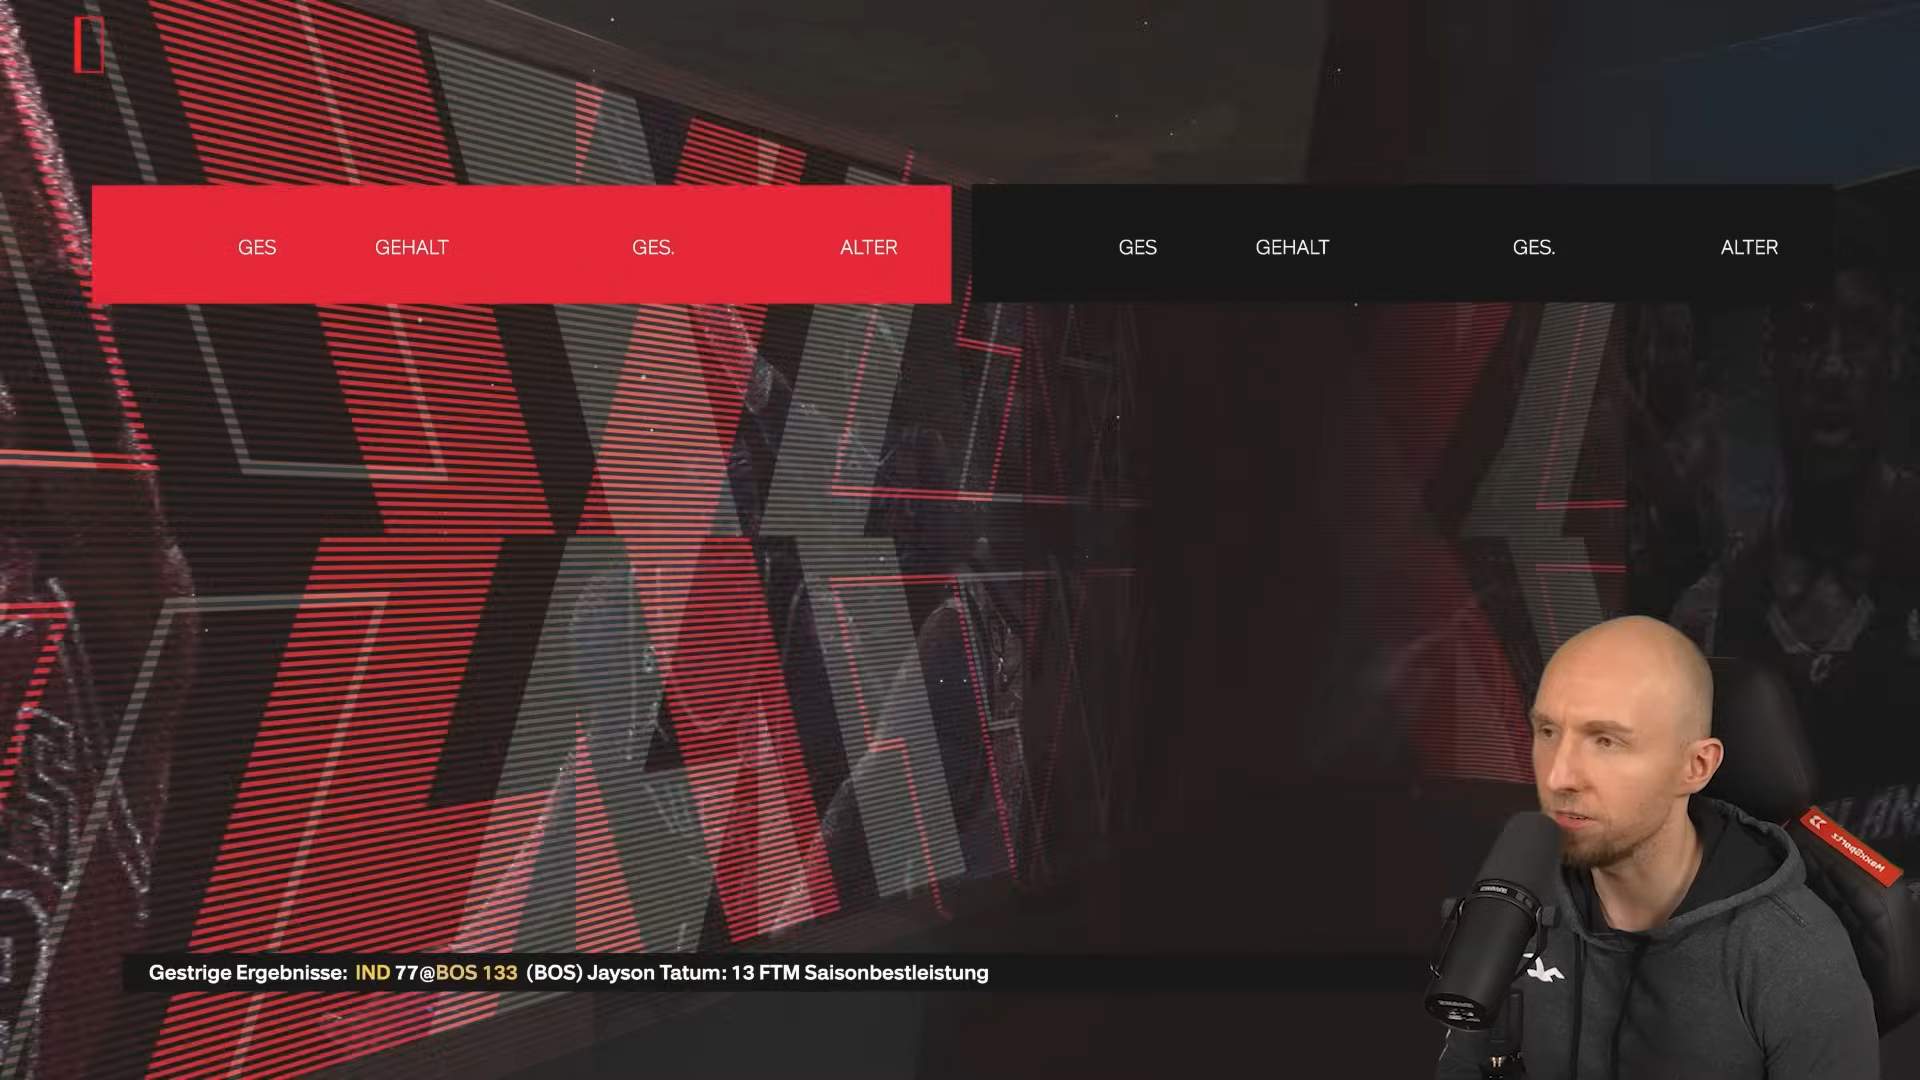 GES GEHALT GES. ALTER
GES GEHALT GES. ALTER
Gestrige Ergebnisse: IND 77@BOS 133 (BOS) Jayson Tatum: 13 FTM Saisonbestleistung
SHURE